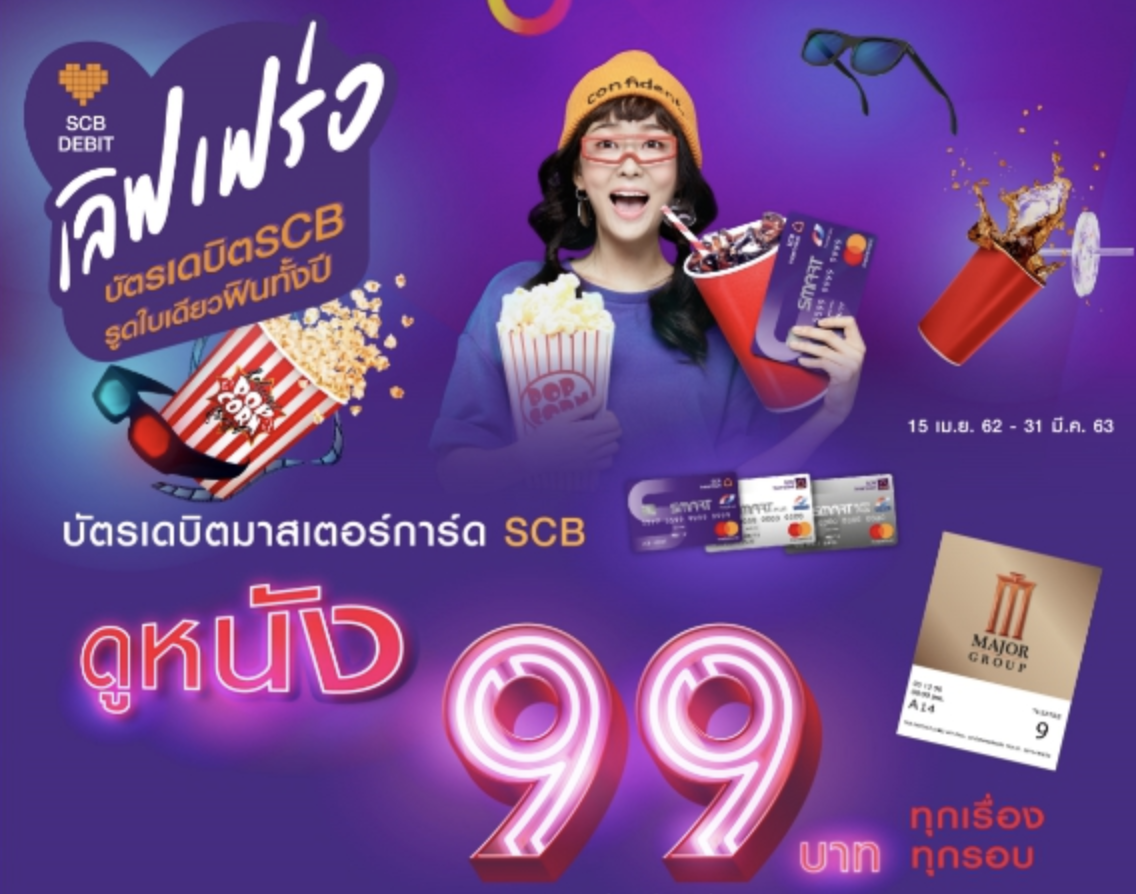 SCB
DEBIT
เลิฟเฟร่อ
บัตรเดบิตSCB
รูดใบเดียวฟินทั้งปี
confident
POP
CORN
POP
CORN
SMART
15 เม.ย. 62 - 31 มี.ค. 63
บัตรเดบิตมาสเตอร์การ์ด SCB
SMART
SMART
SMART
ดูหนัง 99 บาท
ทุกเรื่อง
ทุกรอบ
MAJOR
GROUP
A14
9